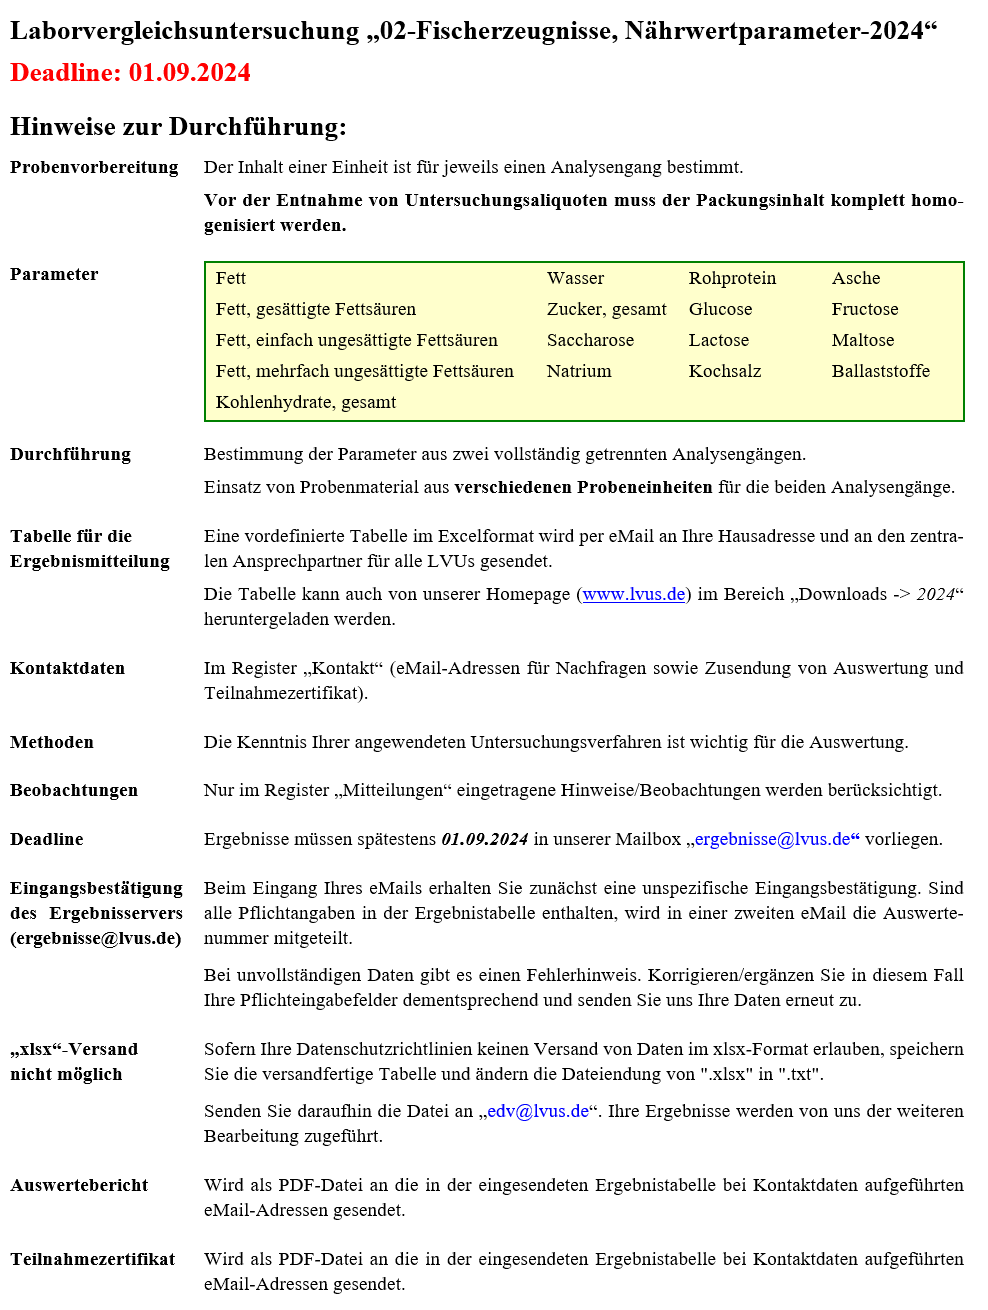 Laborvergleichsuntersuchung „02-Fischerzeugnisse, Nährwertparameter-2024“
Deadline: 01.09.2024
Hinweise zur Durchführung:
Probenvorbereitung Der Inhalt einer Einheit ist für jeweils einen Analysengang bestimmt.
Vor der Entnahme von Untersuchungsaliquoten muss der Packungsinhalt komplett homo-
genisiert werden.
Parameter
Fett Wasser Rohprotein Asche
Fett, gesättigte Fettsäuren Zucker, gesamt Glucose Fructose
Fett, einfach ungesättigte Fettsäuren Saccharose Lactose Maltose
Fett, mehrfach ungesättigte Fettsäuren Natrium Kochsalz Ballaststoffe
Kohlenhydrate, gesamt
Durchführung Bestimmung der Parameter aus zwei vollständig getrennten Analysengängen.
Einsatz von Probenmaterial aus verschiedenen Probeneinheiten für die beiden Analysengänge.
Tabelle für die Eine vordefinierte Tabelle im Excelformat wird per eMail an Ihre Hausadresse und an den zentra-
Ergebnismitteilung len Ansprechpartner für alle LVUs gesendet.
Die Tabelle kann auch von unserer Homepage (www.lvus.de) im Bereich „Downloads -> 2024“
heruntergeladen werden.
Kontaktdaten Im Register „Kontakt“ (eMail-Adressen für Nachfragen sowie Zusendung von Auswertung und
Teilnahmezertifikat).
Methoden Die Kenntnis Ihrer angewendeten Untersuchungsverfahren ist wichtig für die Auswertung.
Beobachtungen Nur im Register „Mitteilungen“ eingetragene Hinweise/Beobachtungen werden berücksichtigt.
Deadline Ergebnisse müssen spätestens 01.09.2024 in unserer Mailbox „ergebnisse@lvus.de“ vorliegen.
Eingangsbestätigung Beim Eingang Ihres eMails erhalten Sie zunächst eine unspezifische Eingangsbestätigung. Sind
des Ergebnisservers alle Pflichtangaben in der Ergebnistabelle enthalten, wird in einer zweiten eMail die Auswerte-
(ergebnisse@lvus.de) nummer mitgeteilt.
Bei unvollständigen Daten gibt es einen Fehlerhinweis. Korrigieren/ergänzen Sie in diesem Fall
Ihre Pflichteingabefelder dementsprechend und senden Sie uns Ihre Daten erneut zu.
„xlsx“-Versand Sofern Ihre Datenschutzrichtlinien keinen Versand von Daten im xlsx-Format erlauben, speichern
nicht möglich Sie die versandfertige Tabelle und ändern die Dateiendung von ".xlsx" in ".txt".
Senden Sie daraufhin die Datei an „edv@lvus.de“. Ihre Ergebnisse werden von uns der weiteren
Bearbeitung zugeführt.
Auswertebericht Wird als PDF-Datei an die in der eingesendeten Ergebnistabelle bei Kontaktdaten aufgeführten
eMail-Adressen gesendet.
Teilnahmezertifikat Wird als PDF-Datei an die in der eingesendeten Ergebnistabelle bei Kontaktdaten aufgeführten
eMail-Adressen gesendet.